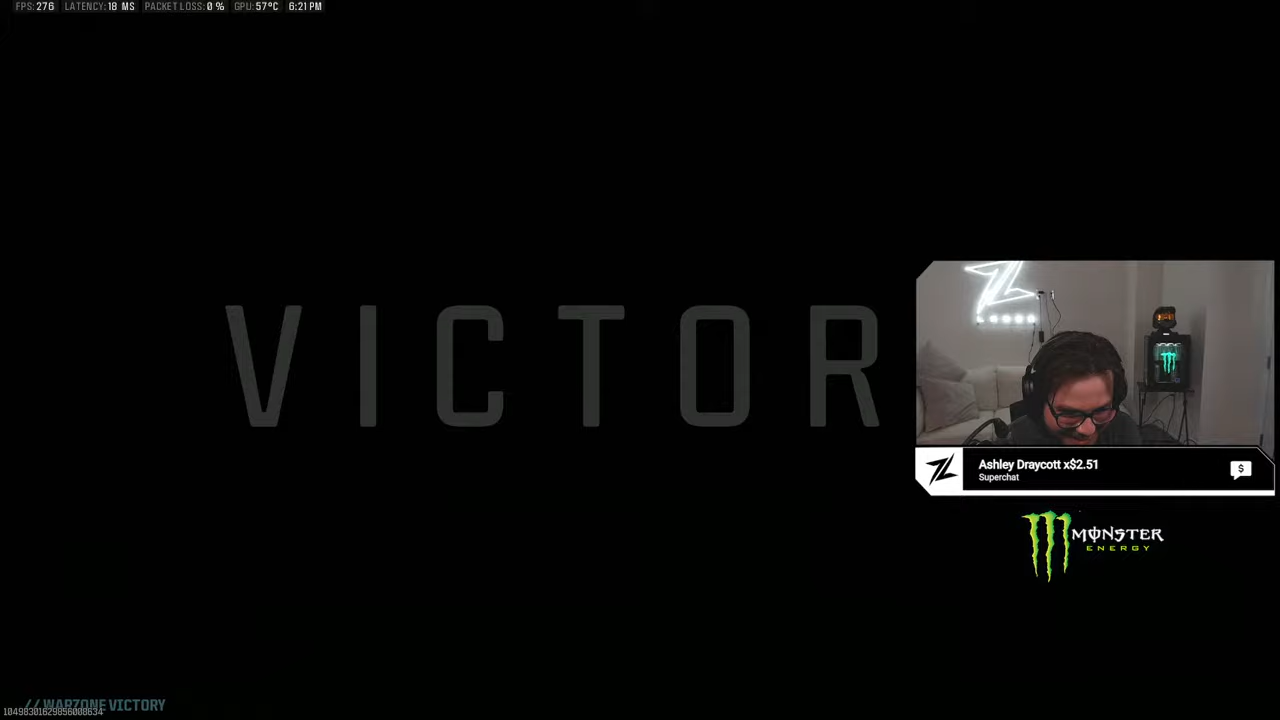 FPS: 276 LATENCY: 18 MS PACKET LOSS: 0 % GPU: 57°C 6:21 PM
VICTOR
Ashley Draycott x$2.51
Superchat
$
MONSTER
ENERGY
// WARZONE VICTORY